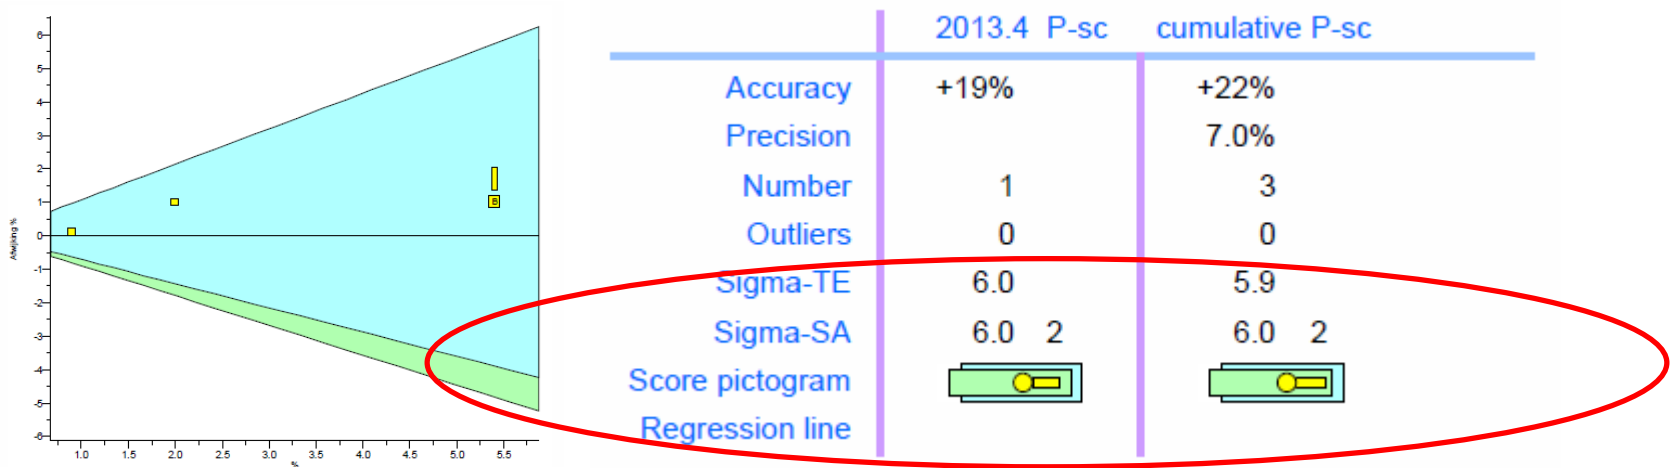 6
5
4
3
2
1
0
-1
-2
-3
-4
-5
-6
Afwijking %
B
1.0 1.5 2.0 2.5 3.0 3.5 4.0 4.5 5.0 5.5
%
2013.4 P-sc cumulative P-sc
Accuracy +19% +22%
Precision 7.0%
Number 1 3
Outliers 0 0
Sigma-TE 6.0 5.9
Sigma-SA 6.0 2 6.0 2
Score pictogram
Regression line